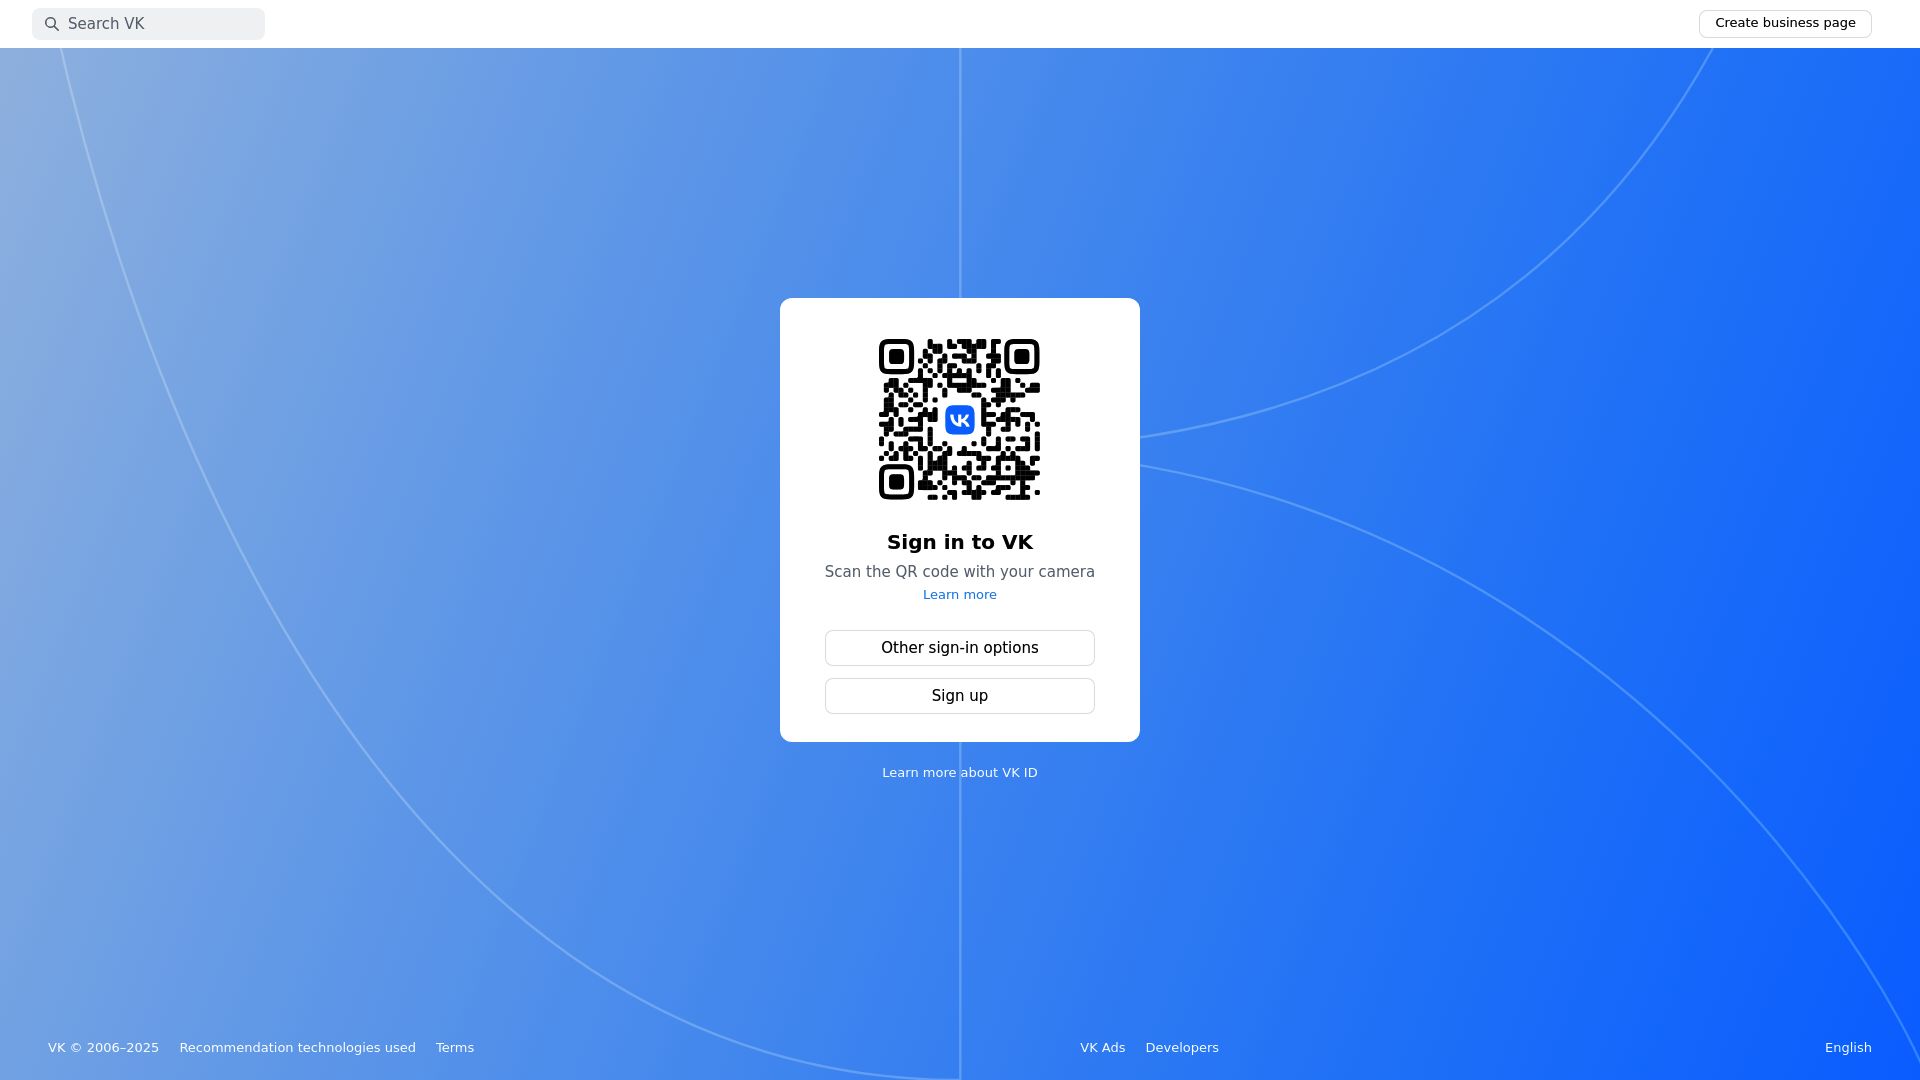 Search VK
Create business page
VK
Sign in to VK
Scan the QR code with your camera
Learn more
Other sign-in options
Sign up
Learn more about VK ID
VK © 2006–2025 Recommendation technologies used Terms VK Ads Developers English